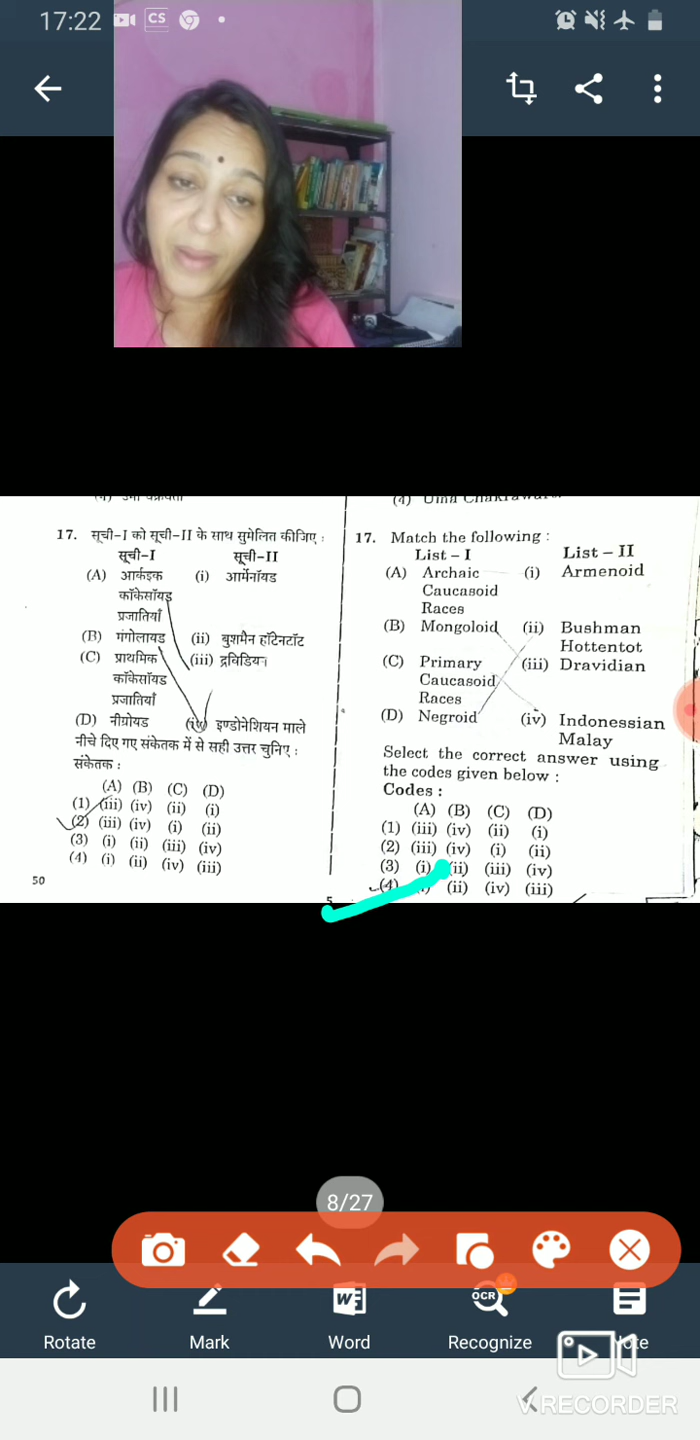 17:22
CS
17. सूची-I को सूची-II के साथ सुमेलित कीजिए :
सूची-I सूची-II
(A) आर्कइक (i) आर्मेनॉयड
कॉकेसॉयड
प्रजातियाँ
(B) मंगोलायड (ii) बुशमैन हॉटेनटॉट
(C) प्राथमिक (iii) द्रविडियन
कॉकेसॉयड
प्रजातियाँ
(D) नीग्रोयड (iv) इण्डोनेशियन माले
नीचे दिए गए संकेतक में से सही उत्तर चुनिए :
संकेतक :
(A) (B) (C) (D)
(1) (iii) (iv) (ii) (i)
(2) (iii) (iv) (i) (ii)
(3) (i) (ii) (iii) (iv)
(4) (i) (ii) (iv) (iii)
50
17. Match the following :
List – I List – II
(A) Archaic (i) Armenoid
Caucasoid
Races
(B) Mongoloid (ii) Bushman
Hottentot
(C) Primary (iii) Dravidian
Caucasoid
Races
(D) Negroid (iv) Indonessian
Malay
Select the correct answer using
the codes given below :
Codes :
(A) (B) (C) (D)
(1) (iii) (iv) (ii) (i)
(2) (iii) (iv) (i) (ii)
(3) (i) (ii) (iii) (iv)
(4) (ii) (iv) (iii)
5
8/27
W
OCR
Rotate Mark Word Recognize
V RECORDER